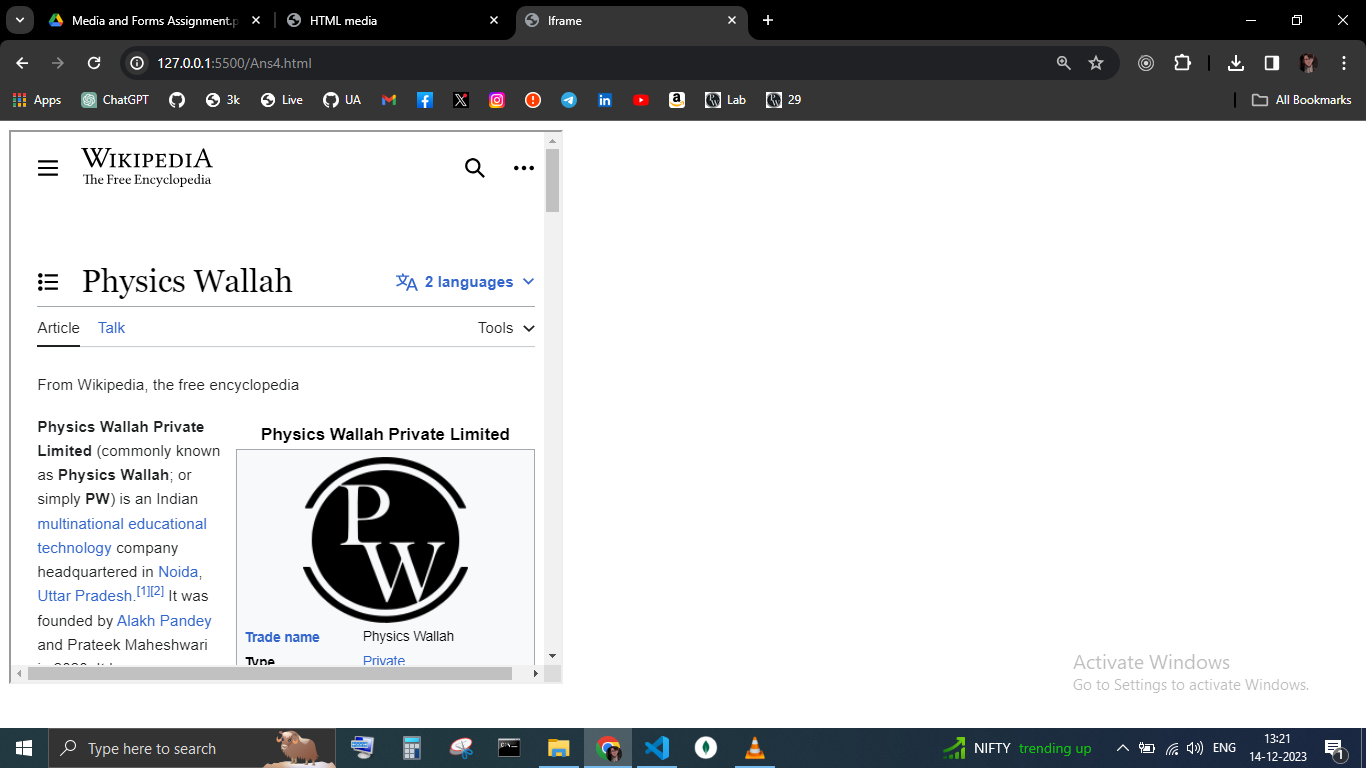 Media and Forms Assignment.p
HTML media
Iframe
127.0.0.1:5500/Ans4.html
Apps
ChatGPT
3k
Live
UA
Lab
29
All Bookmarks
WIKIPEDIA
The Free Encyclopedia
Physics Wallah
2 languages
Article
Talk
Tools
From Wikipedia, the free encyclopedia
Physics Wallah Private
Limited (commonly known
as Physics Wallah; or
simply PW) is an Indian
multinational educational
technology company
headquartered in Noida,
Uttar Pradesh.[1][2] It was
founded by Alakh Pandey
and Prateek Maheshwari
Physics Wallah Private Limited
PW
Trade name Physics Wallah
Type Private
Activate Windows
Go to Settings to activate Windows.
Type here to search
NIFTY trending up
ENG
13:21
14-12-2023
1